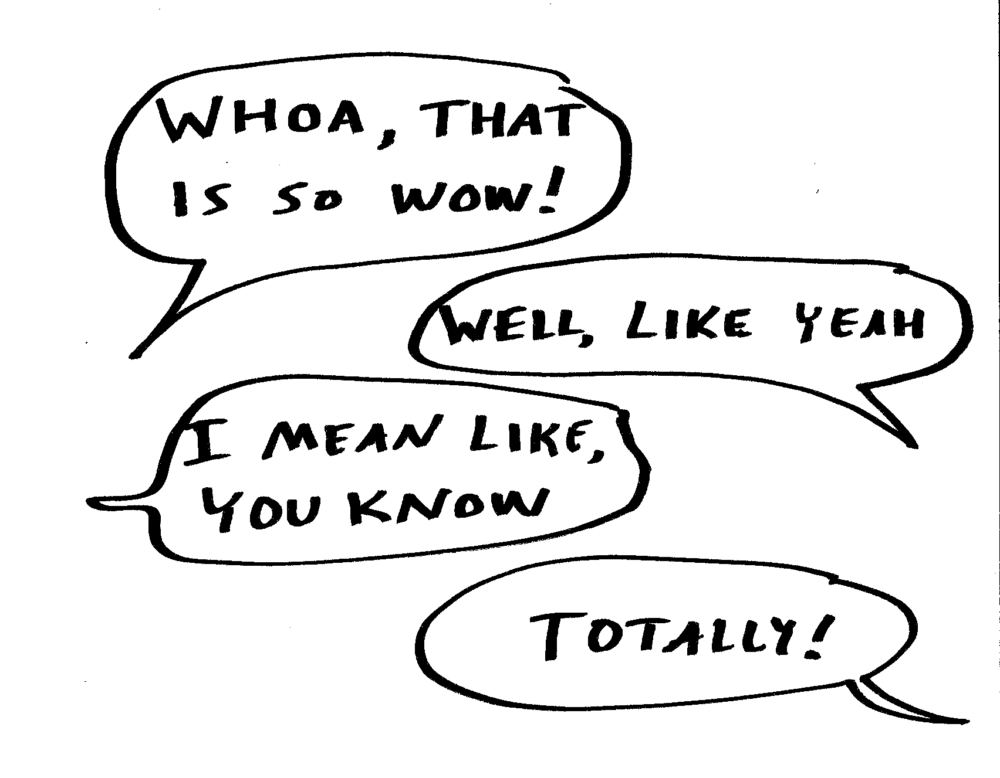 WHOA, THAT
IS SO WOW!
WELL, LIKE YEAH
I MEAN LIKE,
YOU KNOW
TOTALLY!